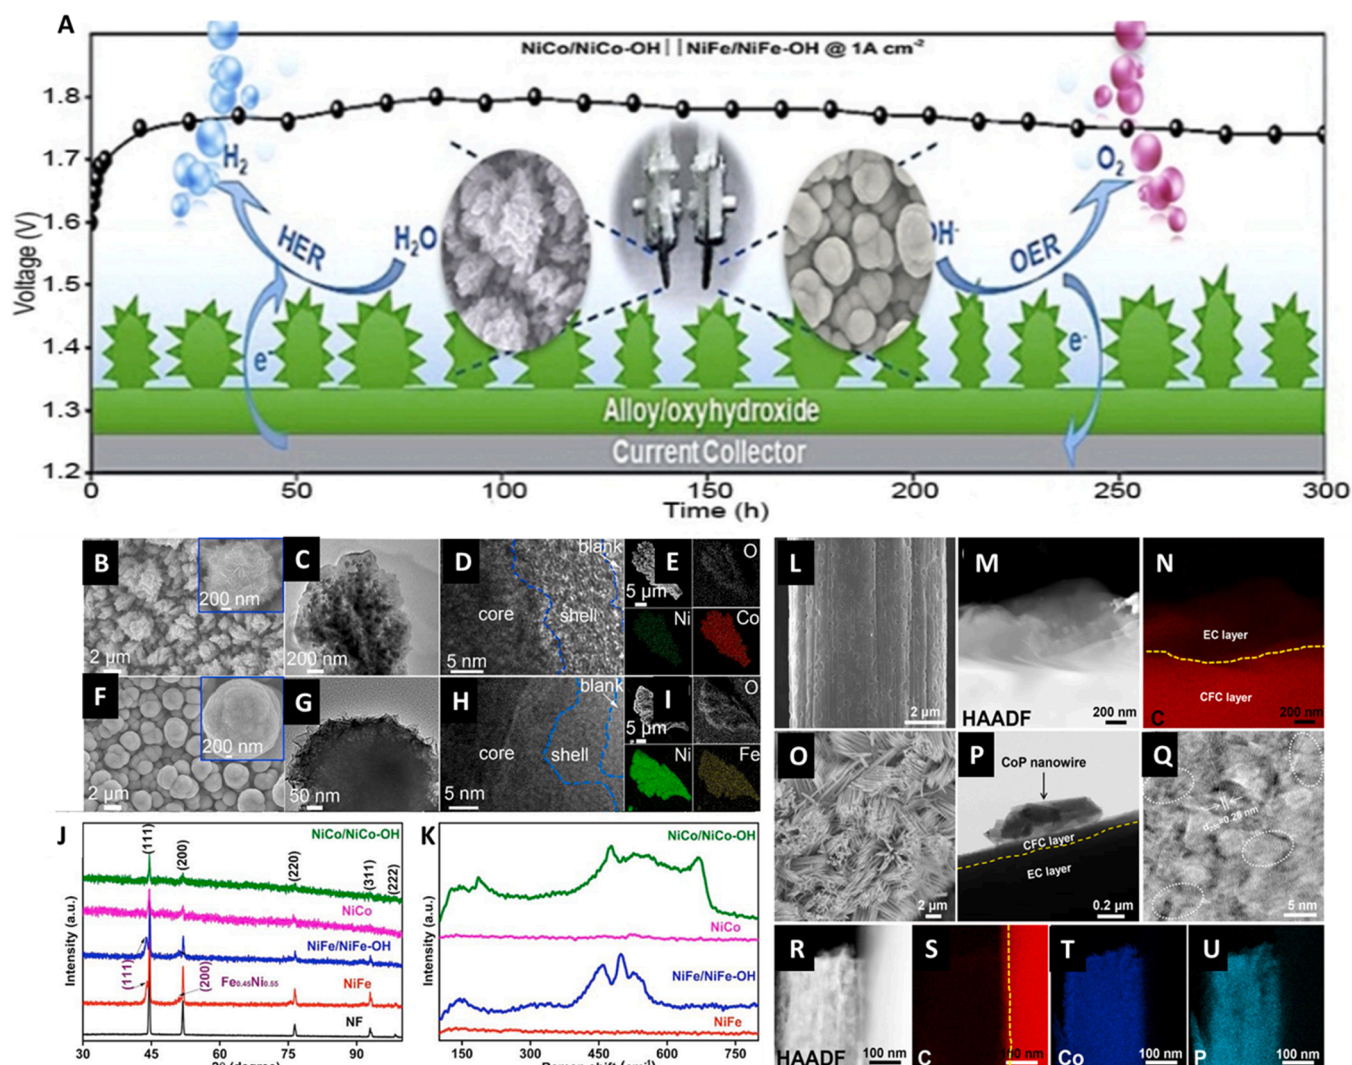 A
NiCo/NiCo-OH||NiFe/NiFe-OH @ 1A cm-2
1.8
1.7
1.6
1.5
1.4
1.3
1.2
Voltage (V)
H2
HER
H2O
e-
OH-
OER
O2
e-
Alloy/oxyhydroxide
Current Collector
0
50
100
150
200
250
300
Time (h)
B
200 nm
2 μm
C
200 nm
D
core
shell
blank
5 nm
E
O
5 μm
Ni
Co
F
200 nm
2 μm
G
50 nm
H
core
shell
blank
5 nm
I
O
5 μm
Ni
Fe
J
(111)
NiCo/NiCo-OH
(200)
(220)
(311)
(222)
NiCo
NiFe/NiFe-OH
(111)
(200)
Fe0.45Ni0.55
NiFe
NF
Intensity (a.u.)
30
45
60
75
90
2θ (degree)
K
NiCo/NiCo-OH
NiCo
NiFe/NiFe-OH
NiFe
Intensity (a.u.)
150
300
450
600
750
L
2 μm
M
HAADF
200 nm
N
EC layer
CFC layer
C
200 nm
O
2 μm
P
CoP nanowire
CFC layer
EC layer
0.2 μm
Q
5 nm
R
HAADF
100 nm
S
C
100 nm
T
Co
100 nm
U
P
100 nm